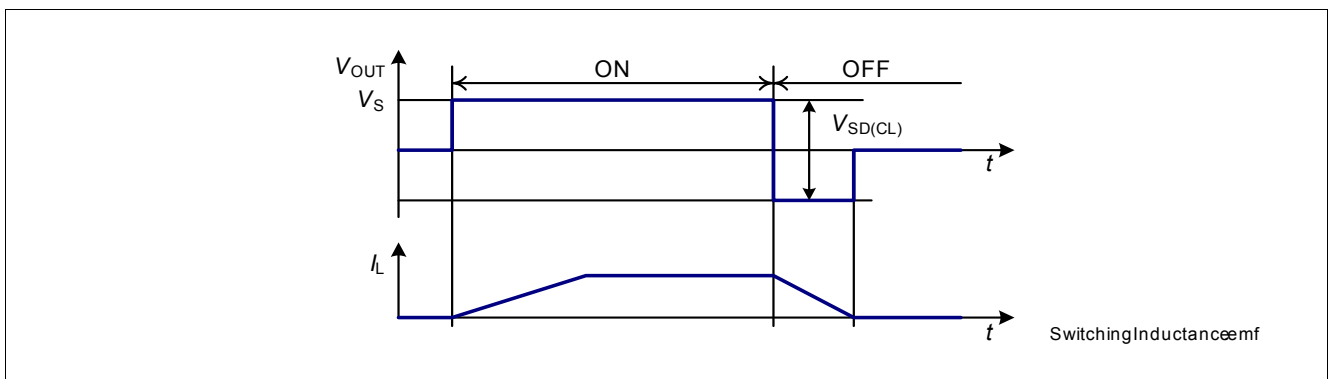 VOUT
VS
ON
OFF
VSD(CL)
t
IL
t
SwitchingInductanceemf